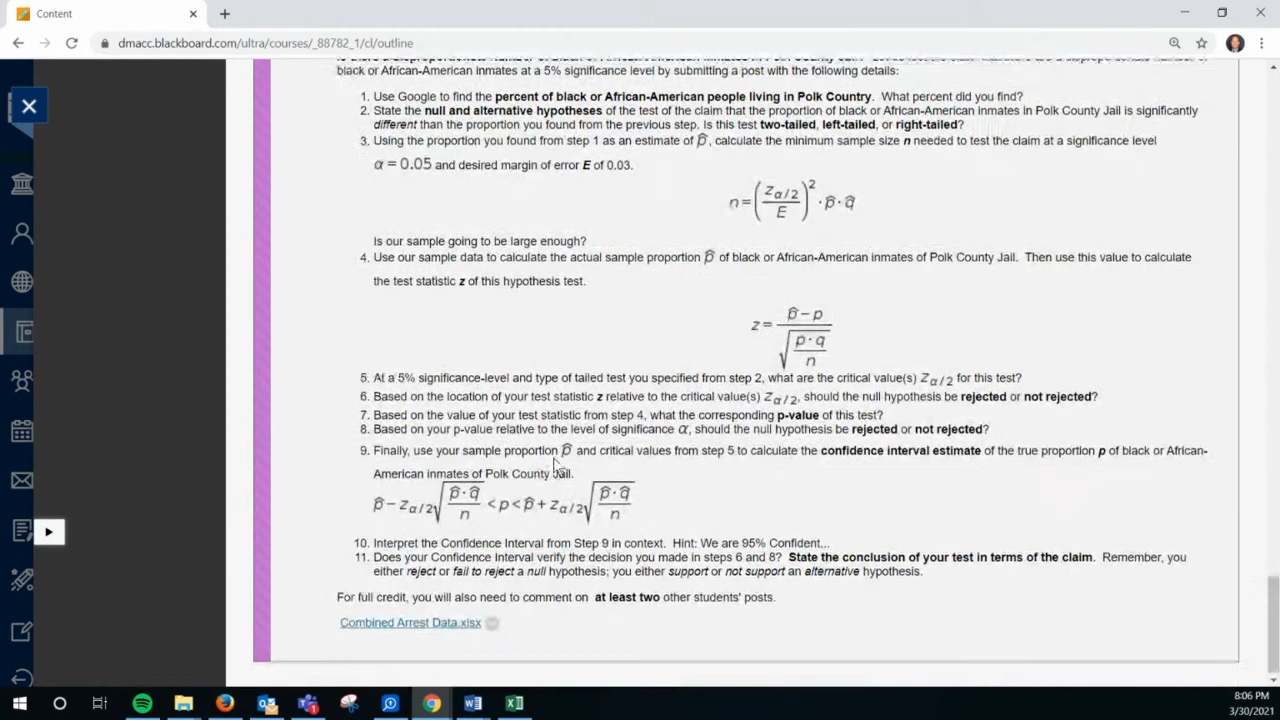 Content
dmacc.blackboard.com/ultra/courses/_88782_1/cl/outline
black or African-American inmates at a 5% significance level by submitting a post with the following details:
1. Use Google to find the percent of black or African-American people living in Polk Country. What percent did you find?
2. State the null and alternative hypotheses of the test of the claim that the proportion of black or African-American inmates in Polk County Jail is significantly
different than the proportion you found from the previous step. Is this test two-tailed, left-tailed, or right-tailed?
3. Using the proportion you found from step 1 as an estimate of p̂, calculate the minimum sample size n needed to test the claim at a significance level
α = 0.05 and desired margin of error E of 0.03.
n = (z_{α/2} / E)² · p̂ · q̂
Is our sample going to be large enough?
4. Use our sample data to calculate the actual sample proportion p̂ of black or African-American inmates of Polk County Jail. Then use this value to calculate
the test statistic z of this hypothesis test.
z = (p̂ − p) / √(p · q / n)
5. At a 5% significance-level and type of tailed test you specified from step 2, what are the critical value(s) z_{α/2} for this test?
6. Based on the location of your test statistic z relative to the critical value(s) z_{α/2}, should the null hypothesis be rejected or not rejected?
7. Based on the value of your test statistic from step 4, what the corresponding p-value of this test?
8. Based on your p-value relative to the level of significance α, should the null hypothesis be rejected or not rejected?
9. Finally, use your sample proportion p̂ and critical values from step 5 to calculate the confidence interval estimate of the true proportion p of black or African-
American inmates of Polk County Jail.
p̂ − z_{α/2} √(p̂ · q̂ / n) < p < p̂ + z_{α/2} √(p̂ · q̂ / n)
10. Interpret the Confidence Interval from Step 9 in context. Hint: We are 95% Confident...
11. Does your Confidence Interval verify the decision you made in steps 6 and 8? State the conclusion of your test in terms of the claim. Remember, you
either reject or fail to reject a null hypothesis; you either support or not support an alternative hypothesis.
For full credit, you will also need to comment on at least two other students' posts.
Combined Arrest Data.xlsx
8:06 PM
3/30/2021